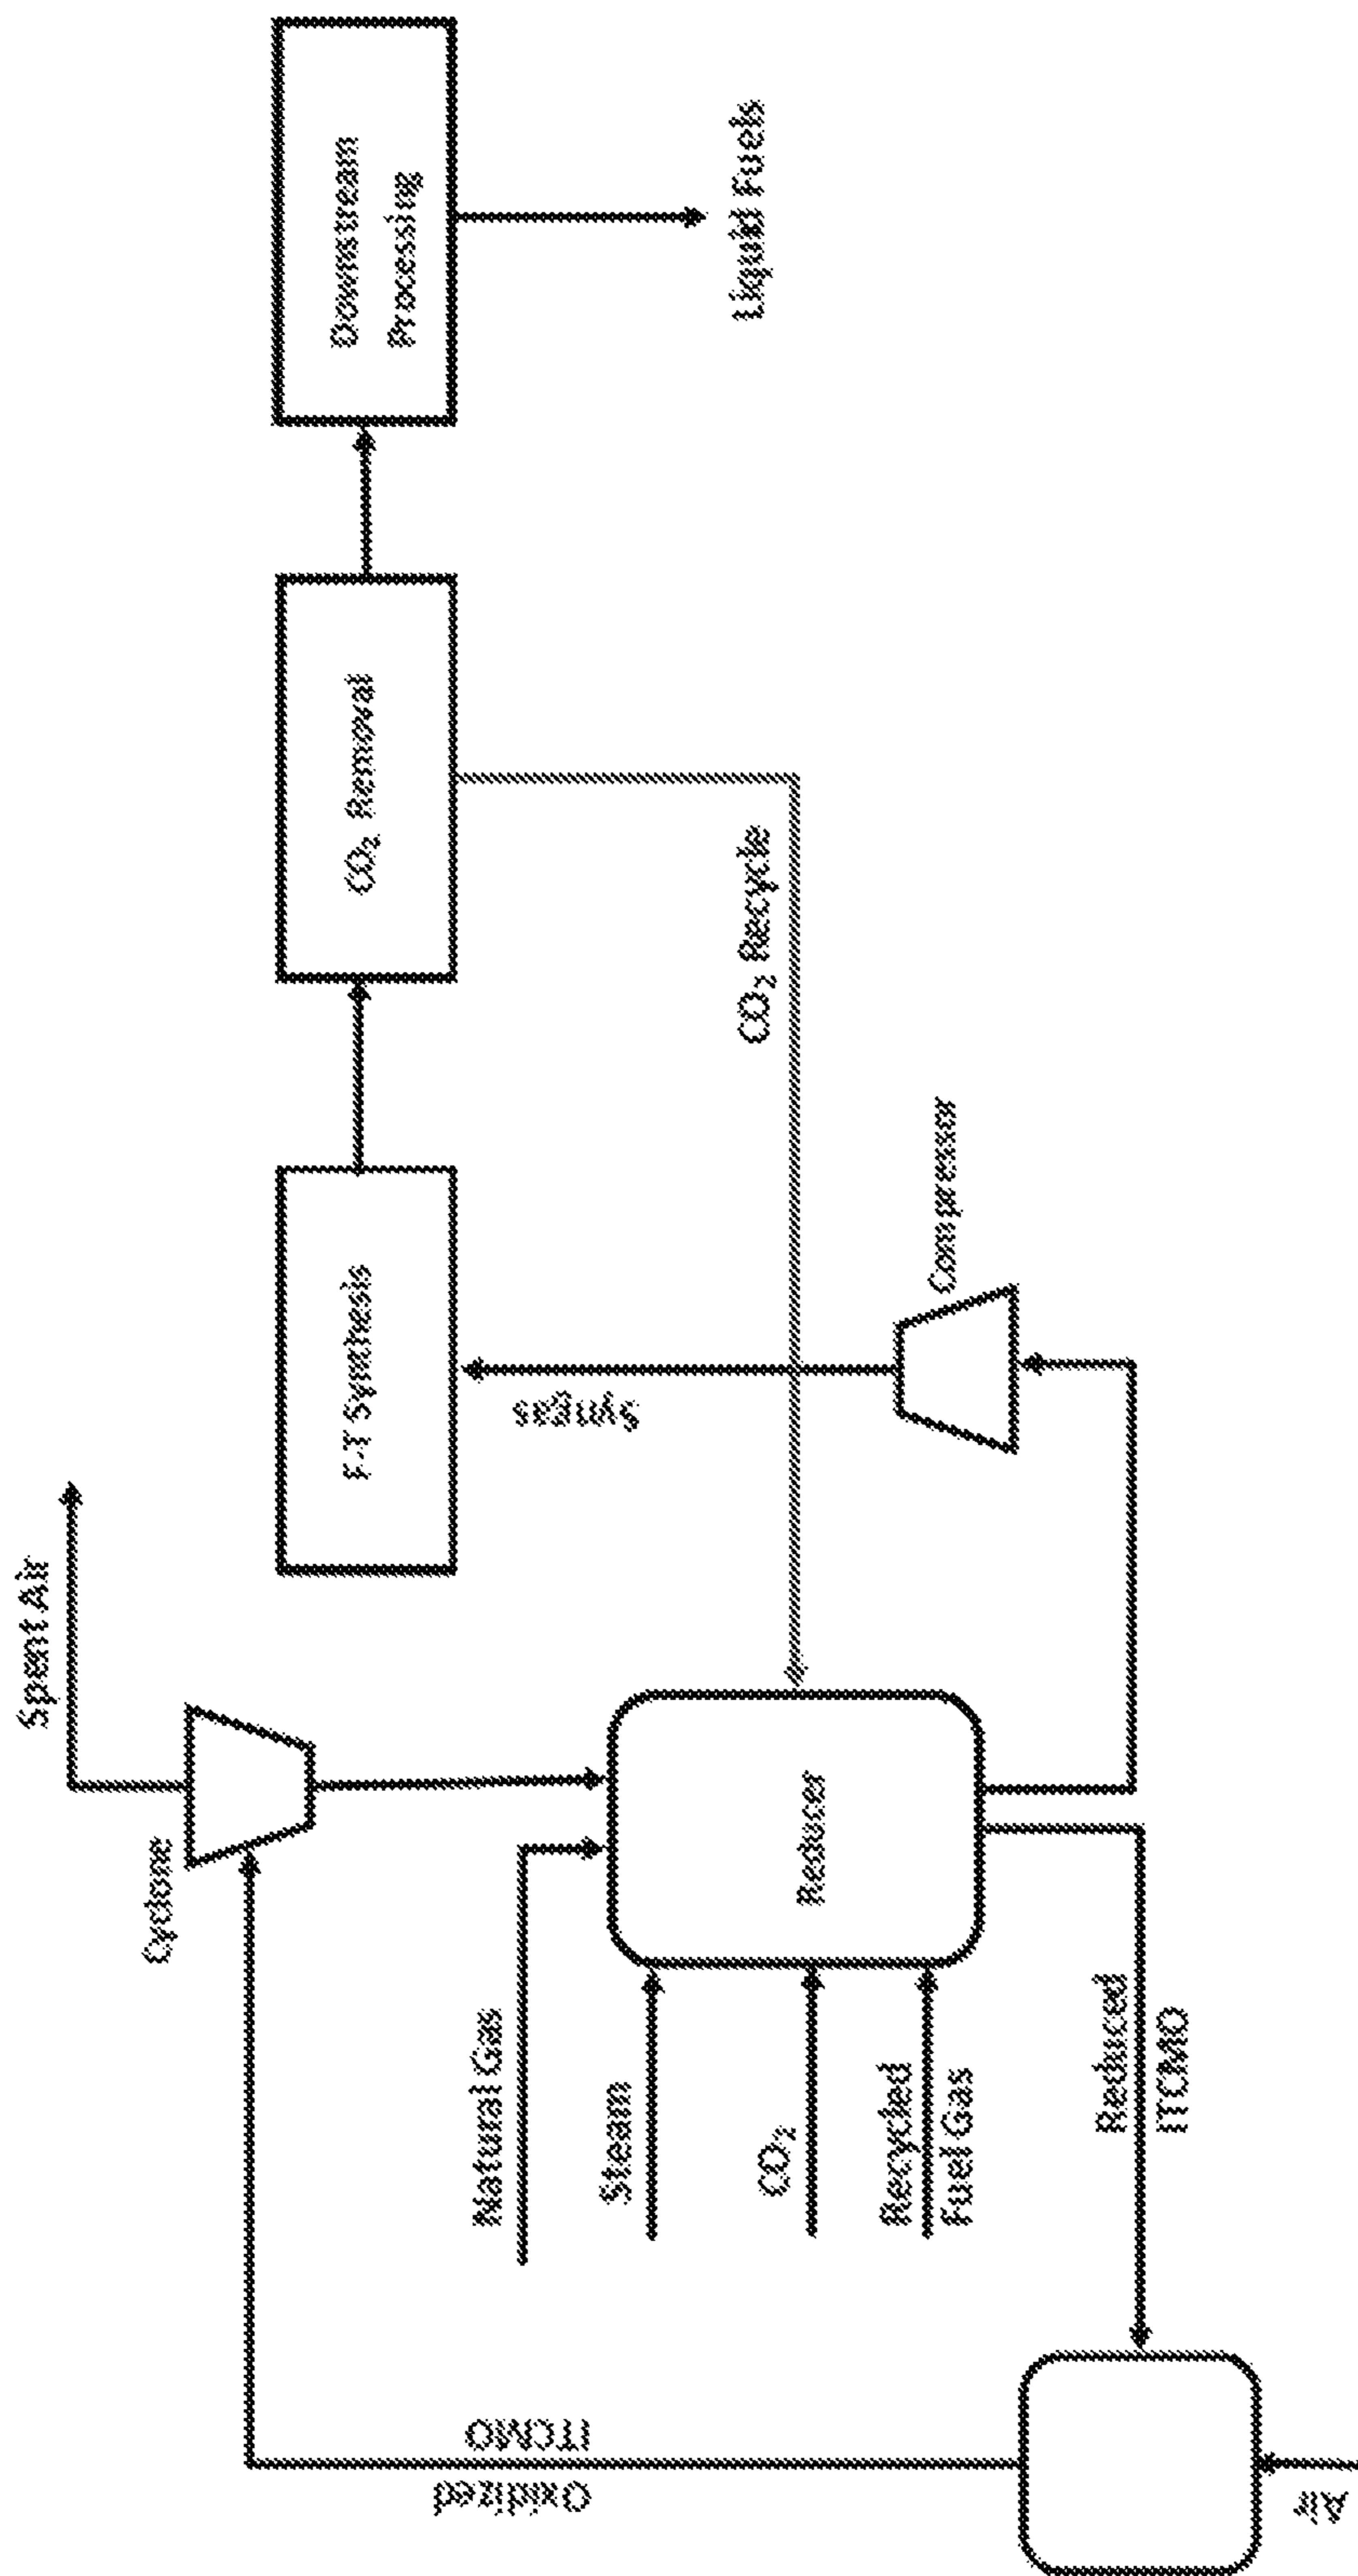 Spent Air
Cyclone
Oxidized
ITCMO
Natural Gas
Steam
CO₂
Recycled
Fuel Gas
Reducer
Reduced
ITCMO
Air
F-T Synthesis
Syngas
Compressor
CO₂ Removal
CO₂ Recycle
Downstream
Processing
Liquid Fuels